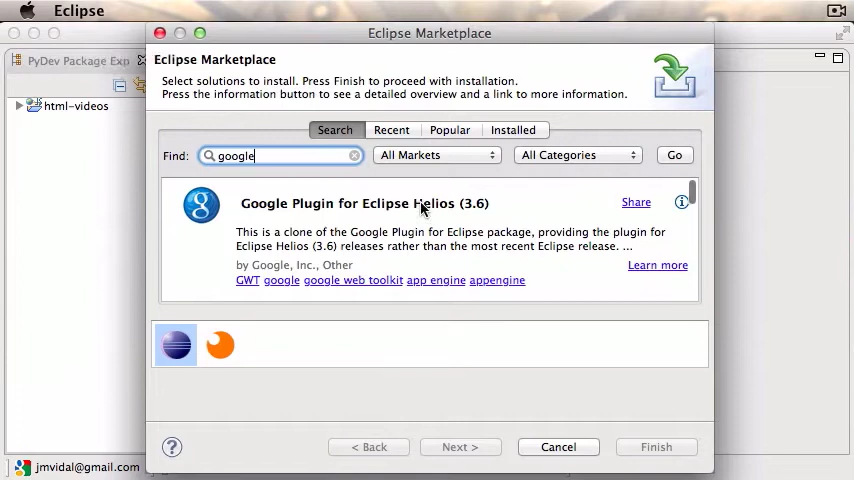 Eclipse
Eclipse Marketplace
PyDev Package Exp
html-videos
Eclipse Marketplace
Select solutions to install. Press Finish to proceed with installation.
Press the information button to see a detailed overview and a link to more information.
Search Recent Popular Installed
Find: google All Markets All Categories Go
Google Plugin for Eclipse Helios (3.6) Share
This is a clone of the Google Plugin for Eclipse package, providing the plugin for
Eclipse Helios (3.6) releases rather than the most recent Eclipse release. ...
by Google, Inc., Other Learn more
GWT google google web toolkit app engine appengine
? < Back Next > Cancel Finish
jmvidal@gmail.com